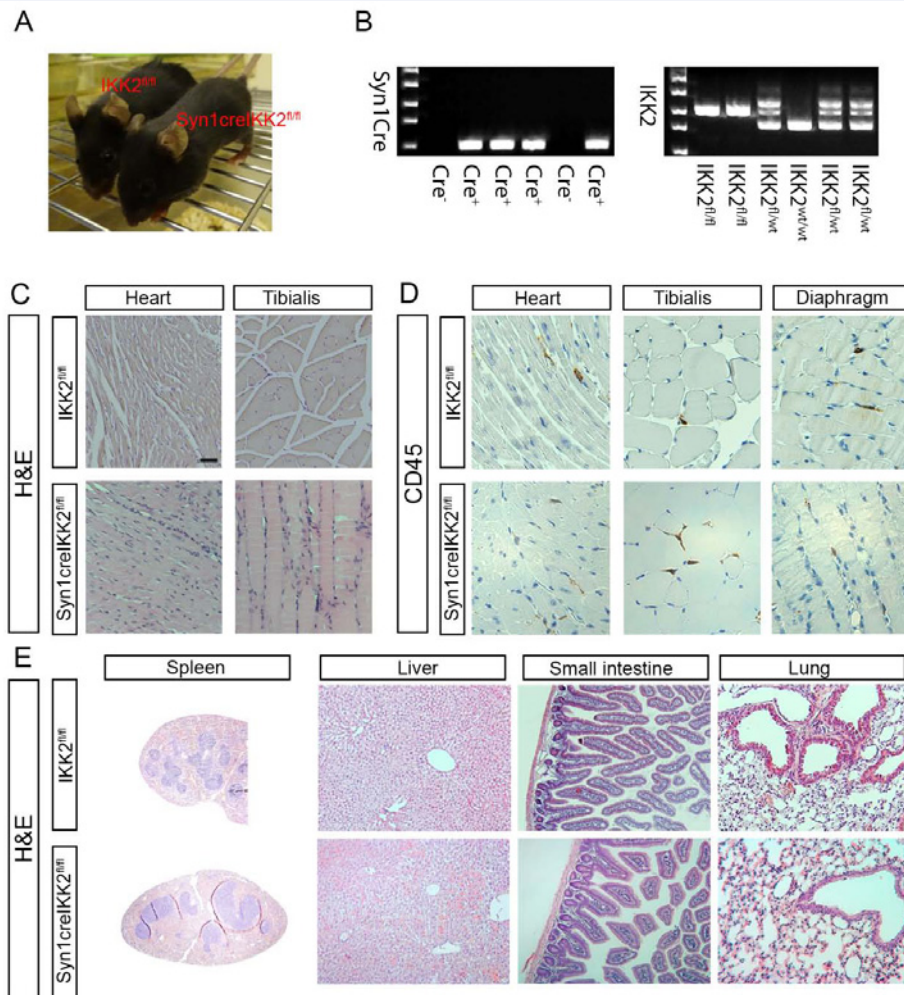 A
IKK2fl/fl
Syn1creIKK2fl/fl
B
Syn1Cre
Cre-
Cre+
Cre+
Cre+
Cre-
Cre+
IKK2
IKK2fl/fl
IKK2fl/fl
IKK2fl/wt
IKK2wt/wt
IKK2fl/wt
IKK2fl/wt
C
Heart
Tibialis
H&E
IKK2fl/fl
Syn1creIKK2fl/fl
D
Heart
Tibialis
Diaphragm
CD45
IKK2fl/fl
Syn1creIKK2fl/fl
E
Spleen
Liver
Small intestine
Lung
H&E
IKK2fl/fl
Syn1creIKK2fl/fl